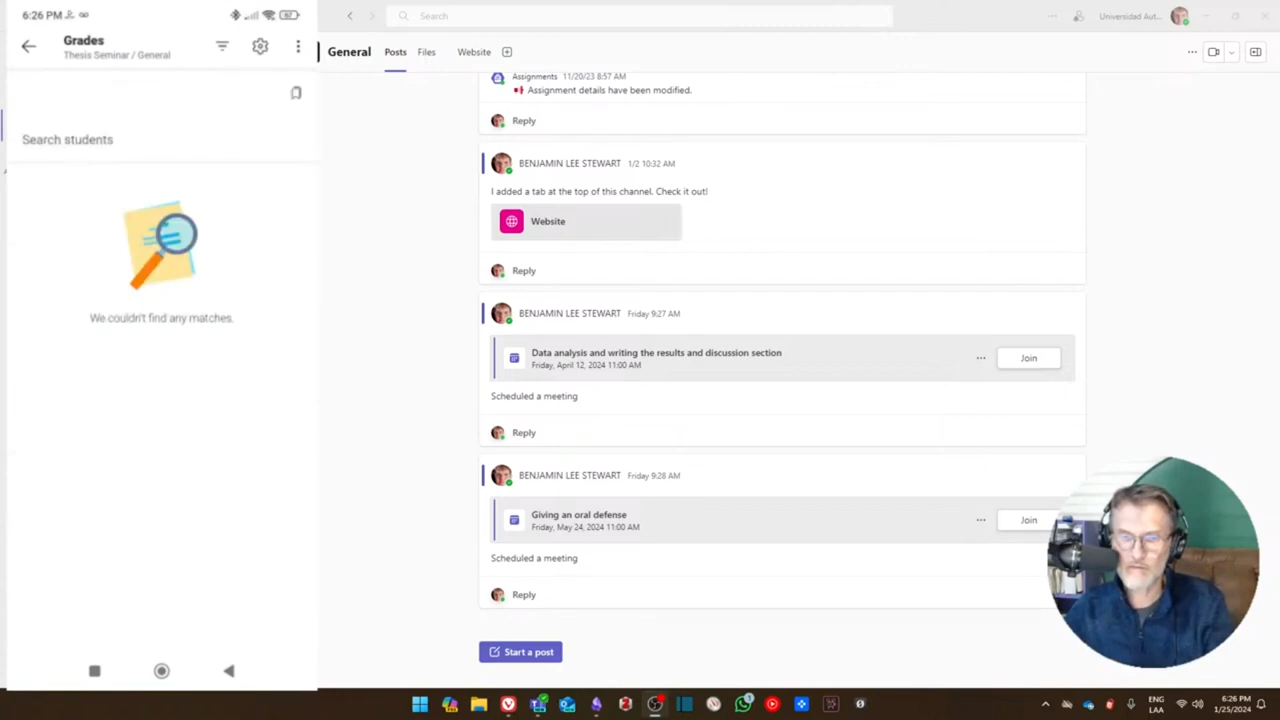 6:26 PM
67
Grades
Thesis Seminar / General
Search students
We couldn't find any matches.
Search
Universidad Aut...
General
Posts
Files
Website
Assignments 11/20/23 8:57 AM
Assignment details have been modified.
Reply
BENJAMIN LEE STEWART 1/2 10:32 AM
I added a tab at the top of this channel. Check it out!
Website
Reply
BENJAMIN LEE STEWART Friday 9:27 AM
Data analysis and writing the results and discussion section
Friday, April 12, 2024 11:00 AM
Join
Scheduled a meeting
Reply
BENJAMIN LEE STEWART Friday 9:28 AM
Giving an oral defense
Friday, May 24, 2024 11:00 AM
Join
Scheduled a meeting
Reply
Start a post
ENG
LAA
6:26 PM
1/25/2024